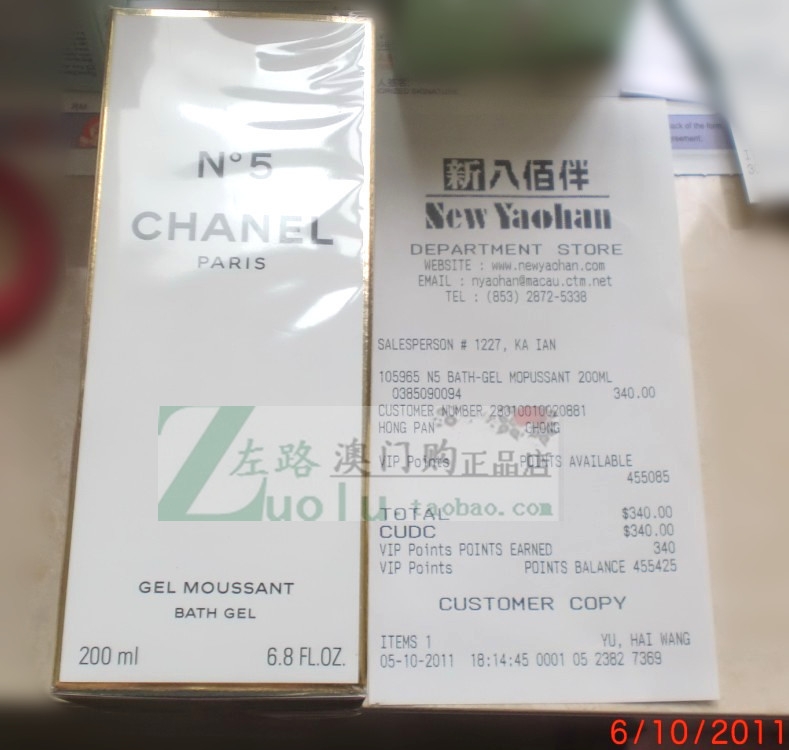 N°5
CHANEL
PARIS
GEL MOUSSANT
BATH GEL
200 ml 6.8 FL.OZ.
新八佰伴
New Yaohan
DEPARTMENT STORE
WEBSITE : www.newyaohan.com
EMAIL : nyaohan@macau.ctm.net
TEL : (853) 2872-5338
SALESPERSON # 1227, KA IAN
105965 N5 BATH-GEL MOPUSSANT 200ML
0385090094 340.00
CUSTOMER NUMBER 28010010020881
HONG PAN CHONG
VIP Points POINTS AVAILABLE
455085
TOTAL $340.00
CUDC $340.00
VIP Points POINTS EARNED 340
VIP Points POINTS BALANCE 455425
CUSTOMER COPY
ITEMS 1 YU, HAI WANG
05-10-2011 18:14:45 0001 05 2382 7369
左路澳门购正品店
Zuolu.taobao.com
6/10/2011